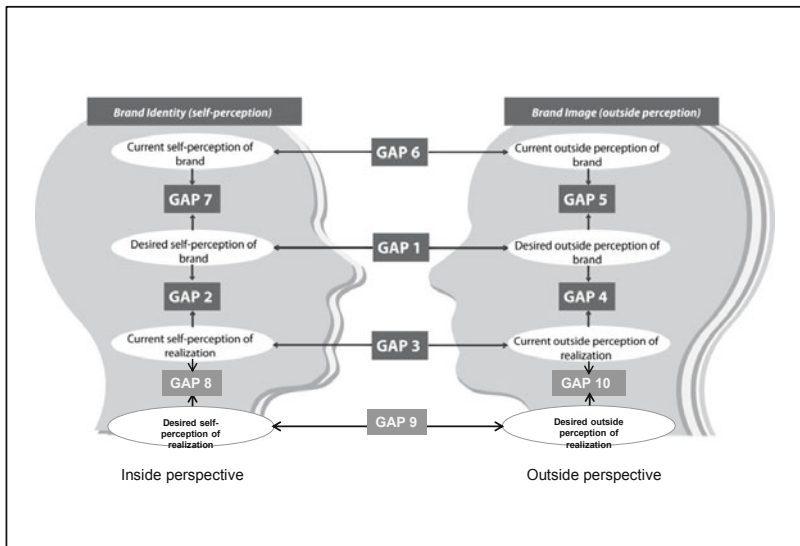 Brand Identity (self-perception)
Brand Image (outside perception)
Current self-perception of
brand
GAP 6
Current outside perception of
brand
GAP 7
GAP 5
Desired self-perception of
brand
GAP 1
Desired outside perception of
brand
GAP 2
GAP 4
Current self-perception of
realization
GAP 3
Current outside perception of
realization
GAP 8
GAP 10
Desired self-
perception of
realization
GAP 9
Desired outside
perception of
realization
Inside perspective
Outside perspective